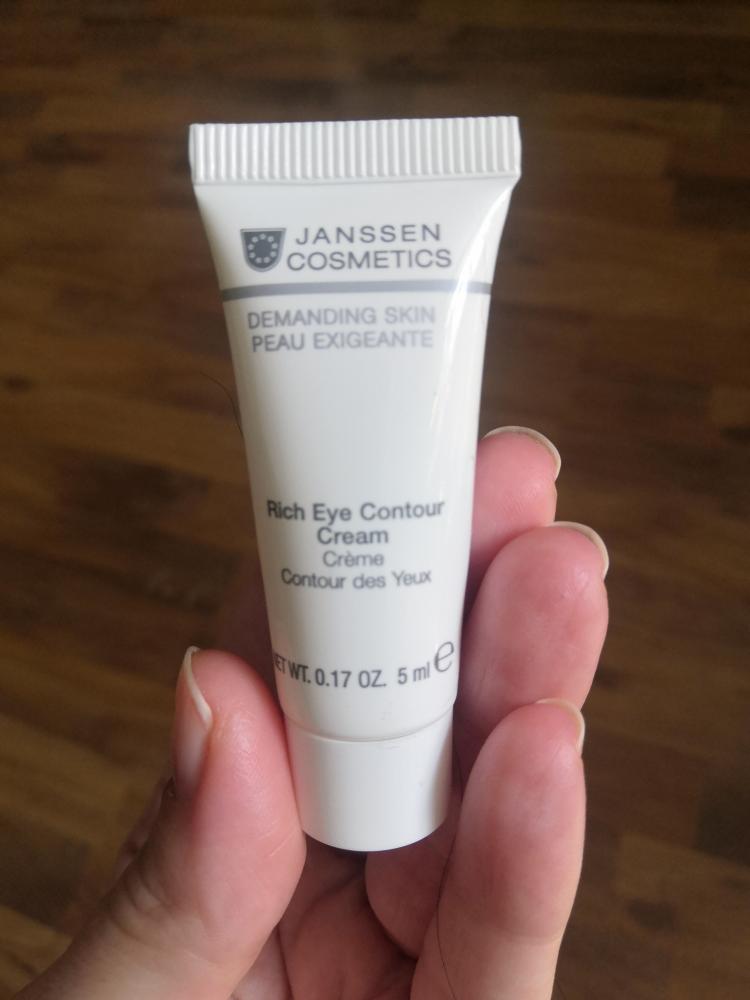 JANSSEN
COSMETICS
DEMANDING SKIN
PEAU EXIGEANTE
Rich Eye Contour
Cream
Crème
Contour des Yeux
WT. 0.17 OZ. 5 ml e